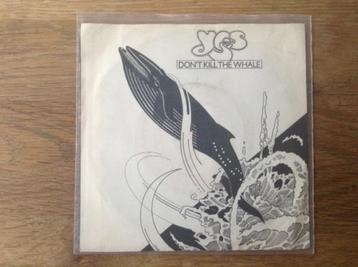 YES
DON'T KILL THE WHALE